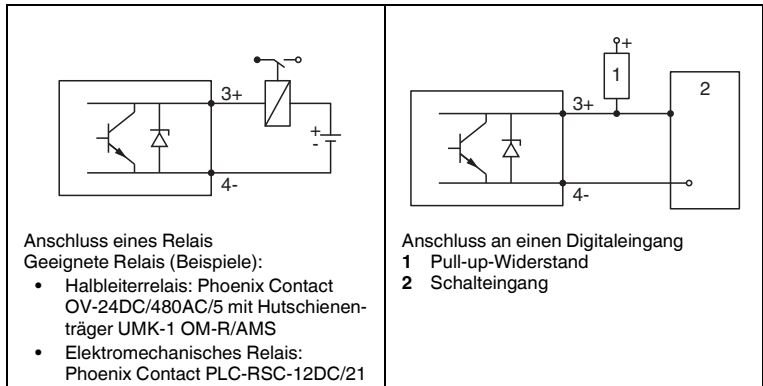 3+
+
-
4-
Anschluss eines Relais
Geeignete Relais (Beispiele):
• Halbleiterrelais: Phoenix Contact
OV-24DC/480AC/5 mit Hutschienen-
träger UMK-1 OM-R/AMS
• Elektromechanisches Relais:
Phoenix Contact PLC-RSC-12DC/21
+
1
2
3+
4-
Anschluss an einen Digitaleingang
1 Pull-up-Widerstand
2 Schalteingang